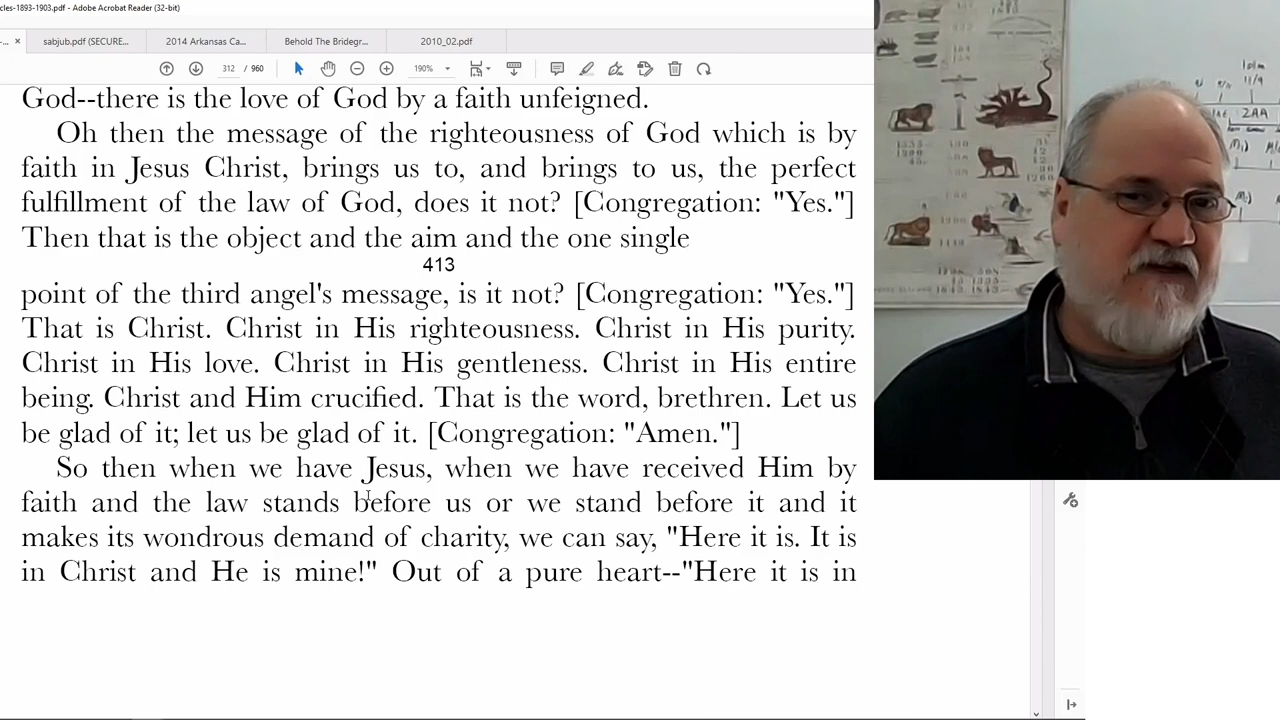 cles-1893-1903.pdf - Adobe Acrobat Reader (32-bit)
sabjub.pdf (SECURE... 2014 Arkansas Ca... Behold The Bridegr... 2010_02.pdf
312 / 960 190%
God--there is the love of God by a faith unfeigned.
Oh then the message of the righteousness of God which is by
faith in Jesus Christ, brings us to, and brings to us, the perfect
fulfillment of the law of God, does it not? [Congregation: "Yes."]
Then that is the object and the aim and the one single
413
point of the third angel's message, is it not? [Congregation: "Yes."]
That is Christ. Christ in His righteousness. Christ in His purity.
Christ in His love. Christ in His gentleness. Christ in His entire
being. Christ and Him crucified. That is the word, brethren. Let us
be glad of it; let us be glad of it. [Congregation: "Amen."]
So then when we have Jesus, when we have received Him by
faith and the law stands before us or we stand before it and it
makes its wondrous demand of charity, we can say, "Here it is. It is
in Christ and He is mine!" Out of a pure heart--"Here it is in
2AA